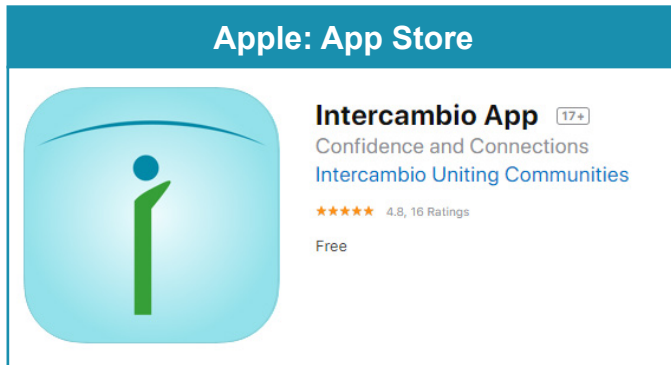 Apple: App Store
Intercambio App 17+
Confidence and Connections
Intercambio Uniting Communities
★★★★★ 4.8, 16 Ratings
Free